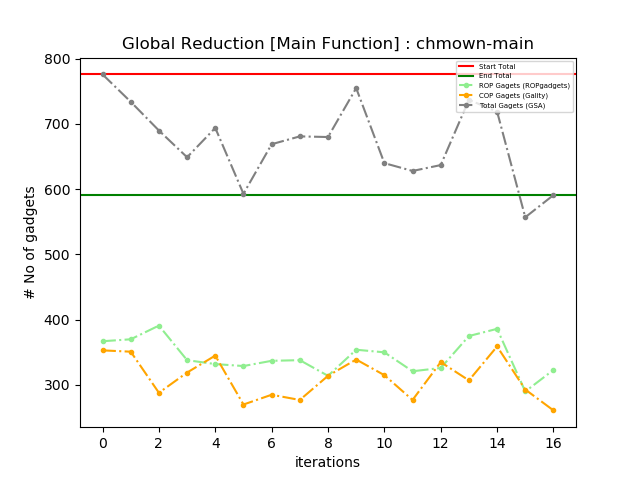 Global Reduction [Main Function] : chmown-main
Start Total
End Total
ROP Gagets (ROPgadgets)
COP Gagets (Gality)
Total Gagets (GSA)
# No of gadgets
800
700
600
500
400
300
0 2 4 6 8 10 12 14 16
iterations